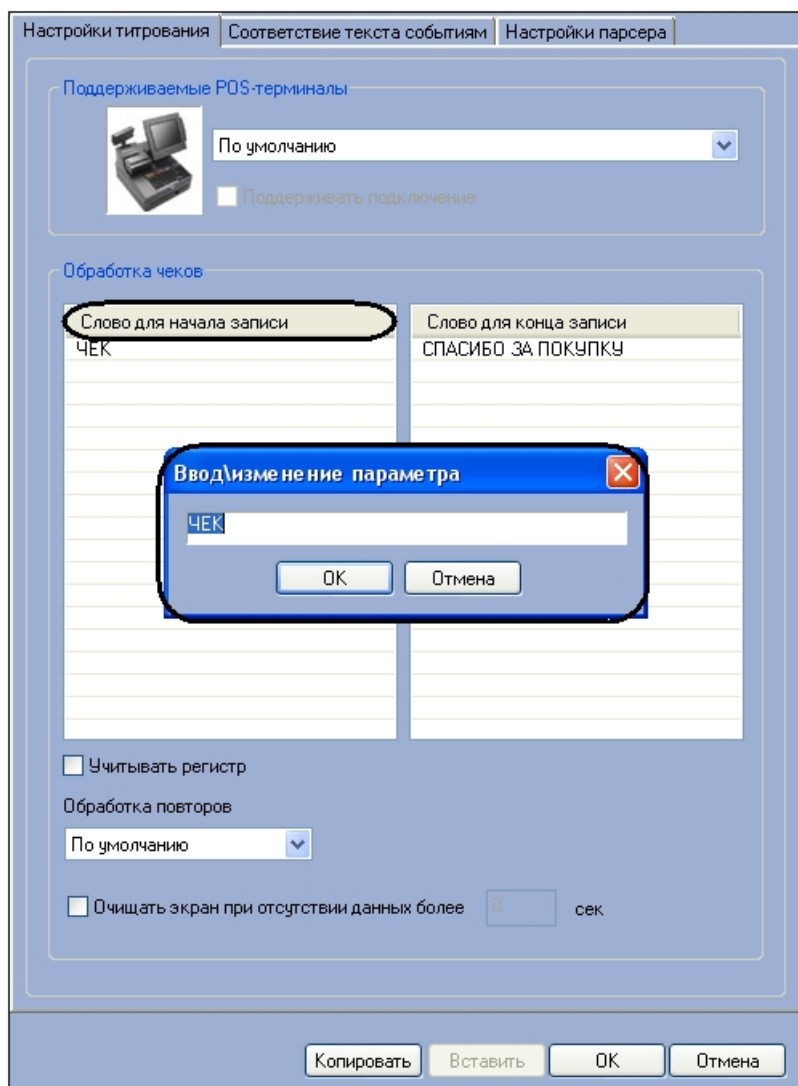 Настройки титрования Соответствие текста событиям Настройки парсера
Поддерживаемые POS-терминалы
По умолчанию
Поддерживать подключение
Обработка чеков
Слово для начала записи Слово для конца записи
ЧЕК СПАСИБО ЗА ПОКУПКУ
Ввод\изменение параметра
ЧЕК
OK Отмена
Учитывать регистр
Обработка повторов
По умолчанию
Очищать экран при отсутствии данных более 0 сек
Копировать Вставить OK Отмена